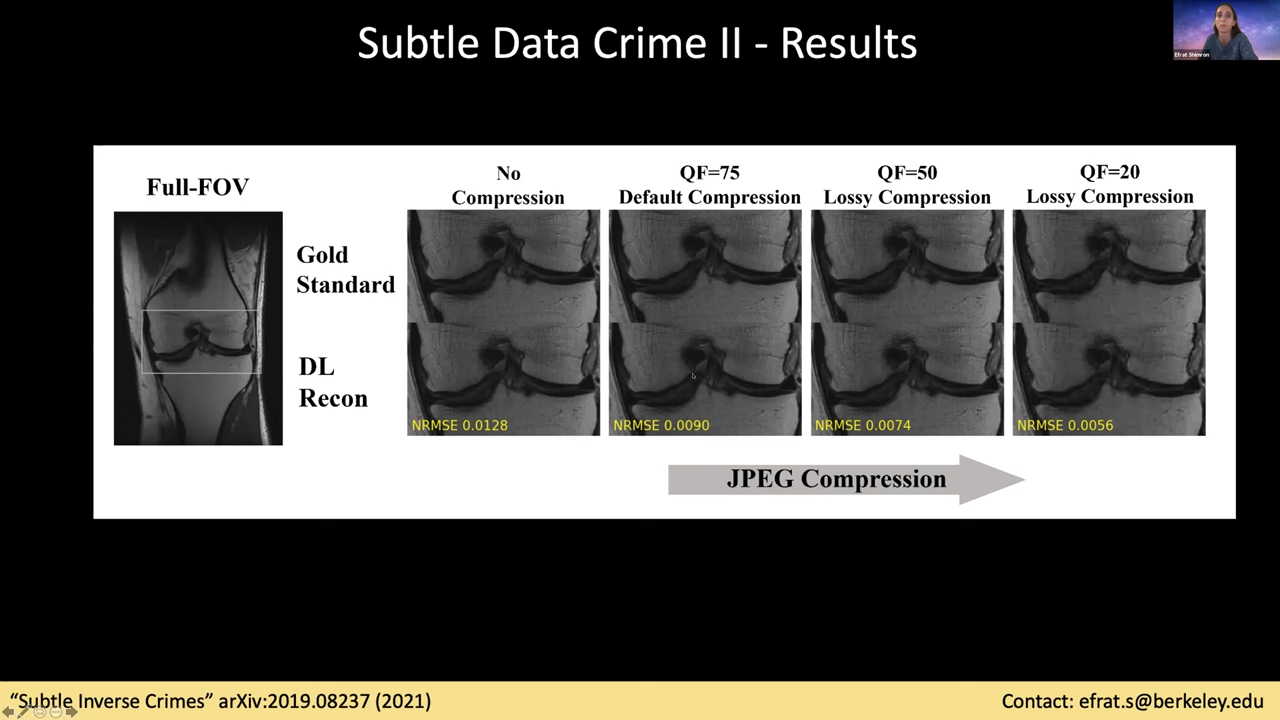 Subtle Data Crime II - Results
Efrat Shimron
Full-FOV
Gold
Standard
DL
Recon
No
Compression
QF=75
Default Compression
QF=50
Lossy Compression
QF=20
Lossy Compression
NRMSE 0.0128
NRMSE 0.0090
NRMSE 0.0074
NRMSE 0.0056
JPEG Compression
“Subtle Inverse Crimes” arXiv:2019.08237 (2021)
Contact: efrat.s@berkeley.edu